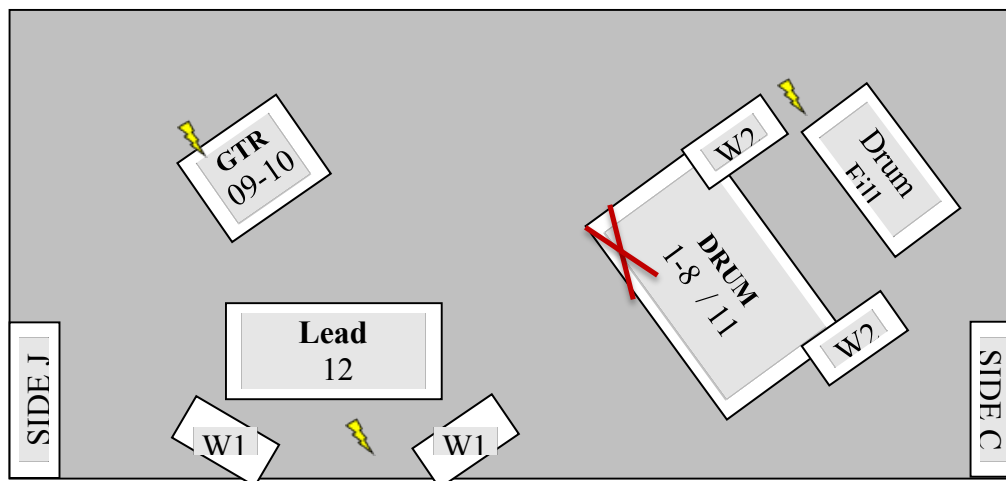 GTR
09-10
W2
Drum
Fill
DRUM
1-8 / 11
W2
Lead
12
SIDE J
W1
W1
SIDE C